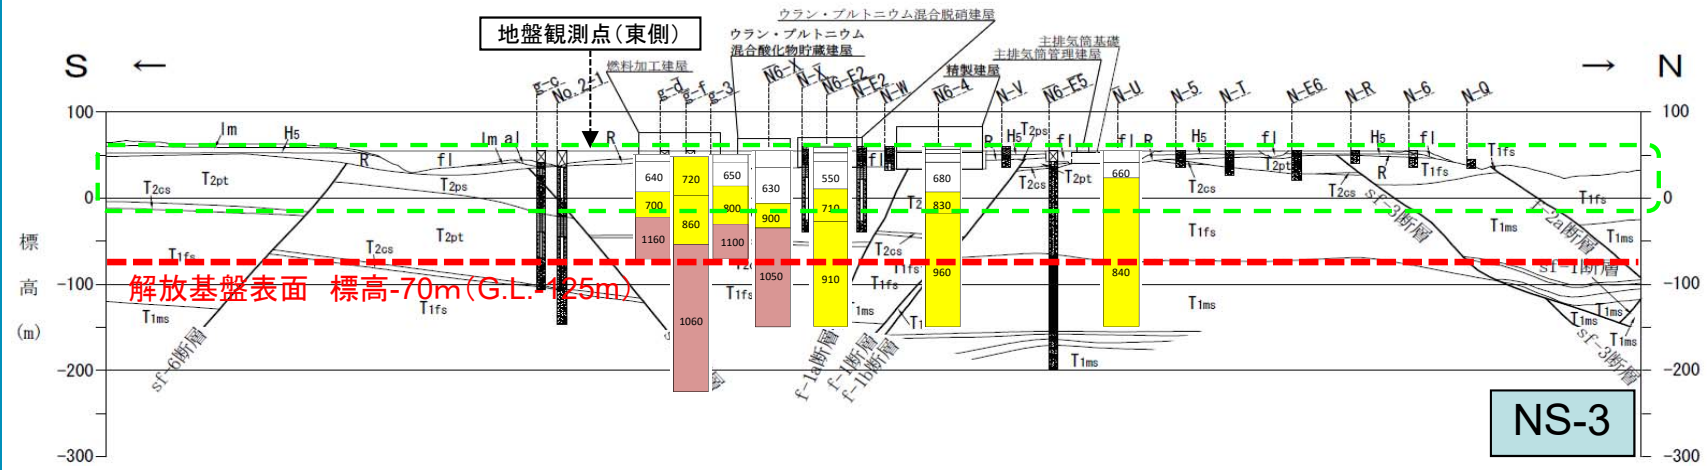 ウラン・プルトニウム混合脱硝建屋
地盤観測点（東側）
ウラン・プルトニウム
混合酸化物貯蔵建屋
主排気筒基礎
主排気筒管理建屋
燃料加工建屋
精製建屋
S ←
→ N
g-c
No.2-1
g-d
g-f
g-3
N6-X
N-X
N6-E2
N-E2
N-W
N6-4
N-V
N6-E5
N-U
N-5
N-T
N-E6
N-R
N-6
N-Q
100
100
lm
H5
lm
al
R
R
H5
T2ps
fl
fl
R
H5
fl
H5
fl
T1fs
R
fl
fl
T2cs
T2pt
T2ps
T2cs
T2pt
T2cs
T2pt
T2cs
R
T1fs
T1fs
640
720
650
630
550
680
660
0
0
700
800
900
710
830
860
T2pt
T2cs
T2cs
T1fs
T1ms
T1ms
標
高
(m)
1160
1100
1050
910
960
840
1060
T1fs
T1fs
T1fs
解放基盤表面　標高-70m（G.L.-125m）
-100
-100
T1ms
T1fs
T1ms
T1ms
T1ms
T1ms
T1ms
sf-6断層
f-1a断層
f-1断層
f-1b断層
sf-3断層
f-2a断層
sf-1断層
sf-3断層
-200
-200
-300
-300
NS-3